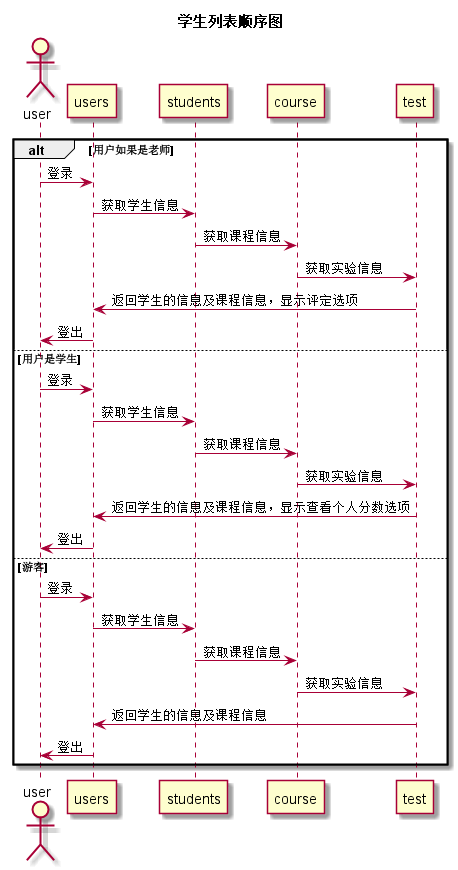 学生列表顺序图
user
users
students
course
test
alt
[用户如果是老师]
登录
获取学生信息
获取课程信息
获取实验信息
返回学生的信息及课程信息，显示评定选项
登出
[用户是学生]
登录
获取学生信息
获取课程信息
获取实验信息
返回学生的信息及课程信息，显示查看个人分数选项
登出
[游客]
登录
获取学生信息
获取课程信息
获取实验信息
返回学生的信息及课程信息
登出
user
users
students
course
test